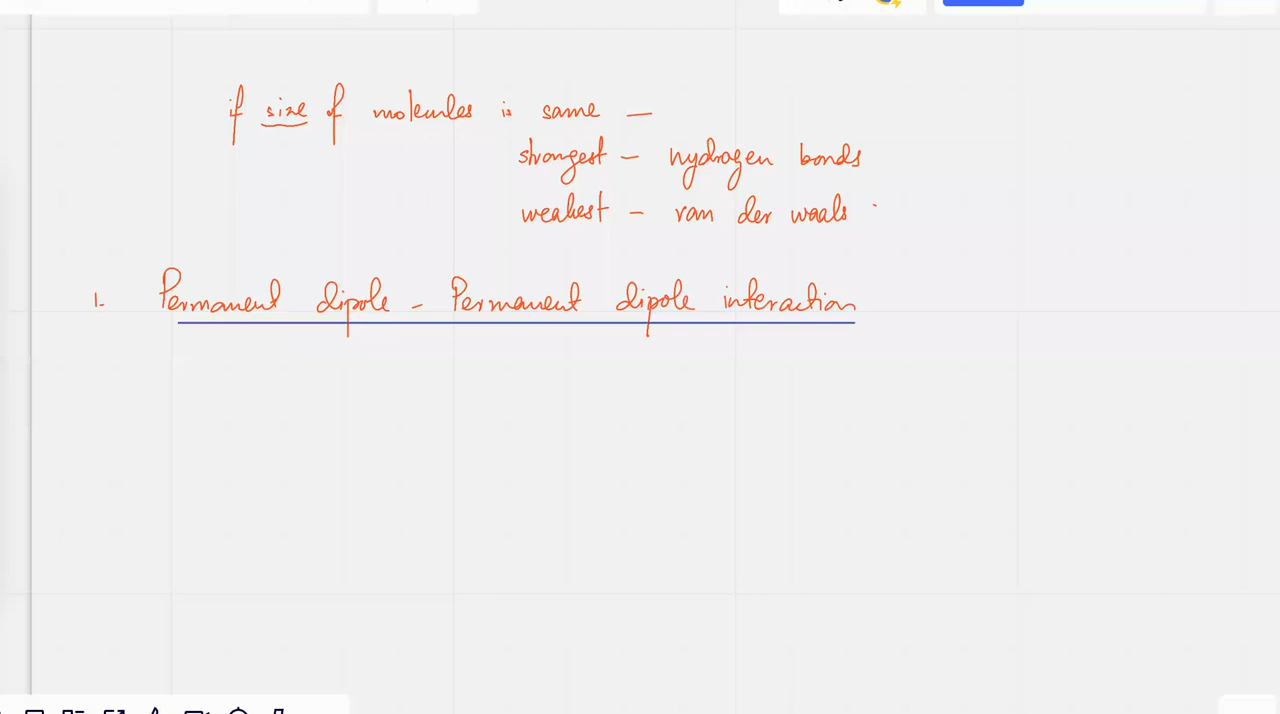 if size of molecules is same —
strongest – hydrogen bonds
weakest – van der waals
1. Permanent dipole - Permanent dipole interaction